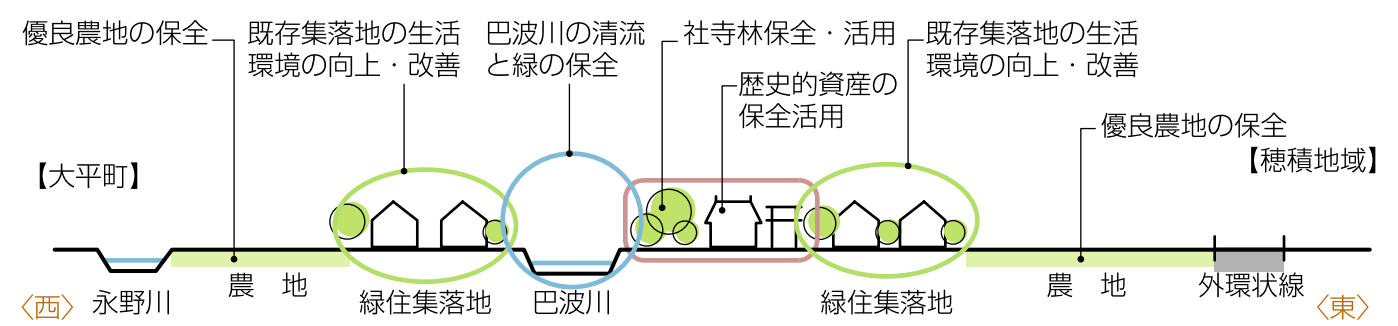 優良農地の保全
既存集落地の生活
環境の向上・改善
巴波川の清流
と緑の保全
社寺林保全・活用
歴史的資産の
保全活用
既存集落地の生活
環境の向上・改善
優良農地の保全
【大平町】
【穂積地域】
〈西〉
永野川
農　地
緑住集落地
巴波川
緑住集落地
農　地
外環状線
〈東〉